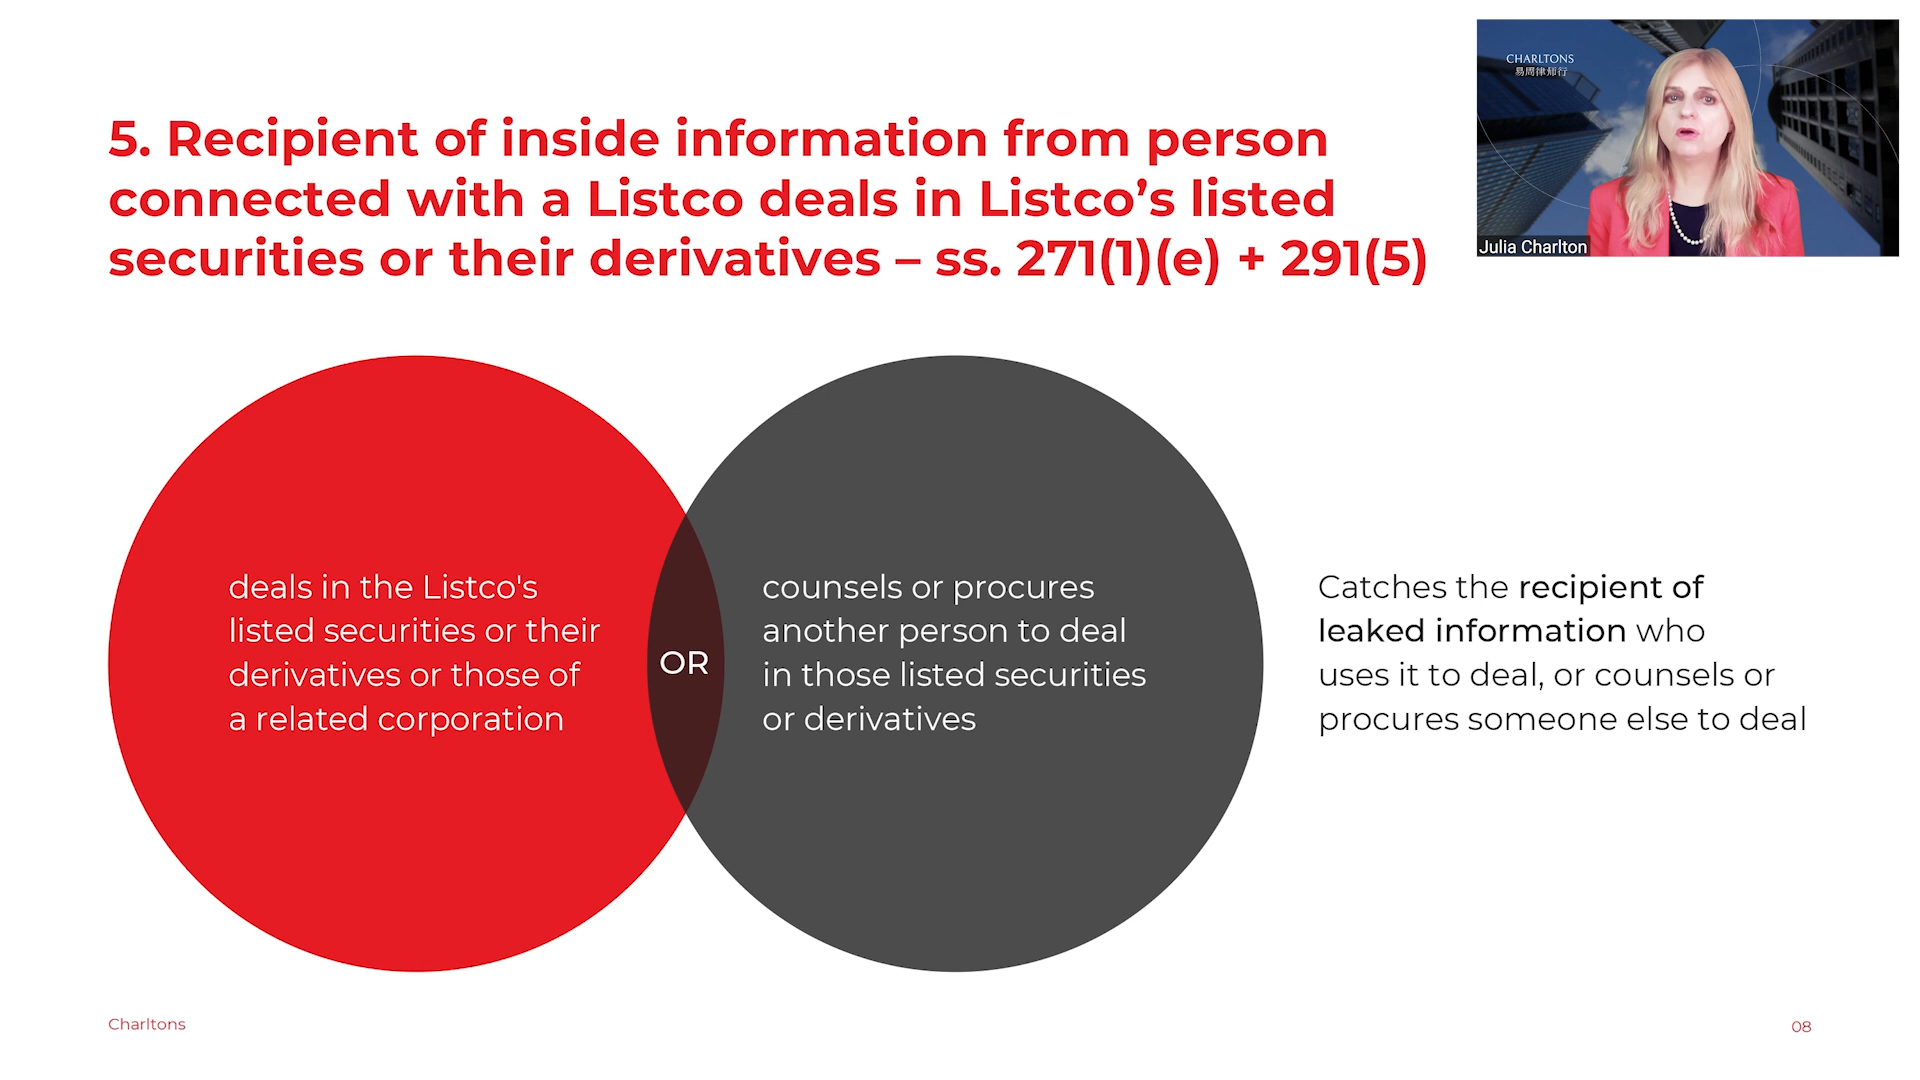 CHARLTONS
易周律师行
Julia Charlton
5. Recipient of inside information from person
connected with a Listco deals in Listco’s listed
securities or their derivatives – ss. 271(1)(e) + 291(5)
deals in the Listco's
listed securities or their
derivatives or those of
a related corporation
OR
counsels or procures
another person to deal
in those listed securities
or derivatives
Catches the recipient of
leaked information who
uses it to deal, or counsels or
procures someone else to deal
Charltons
08